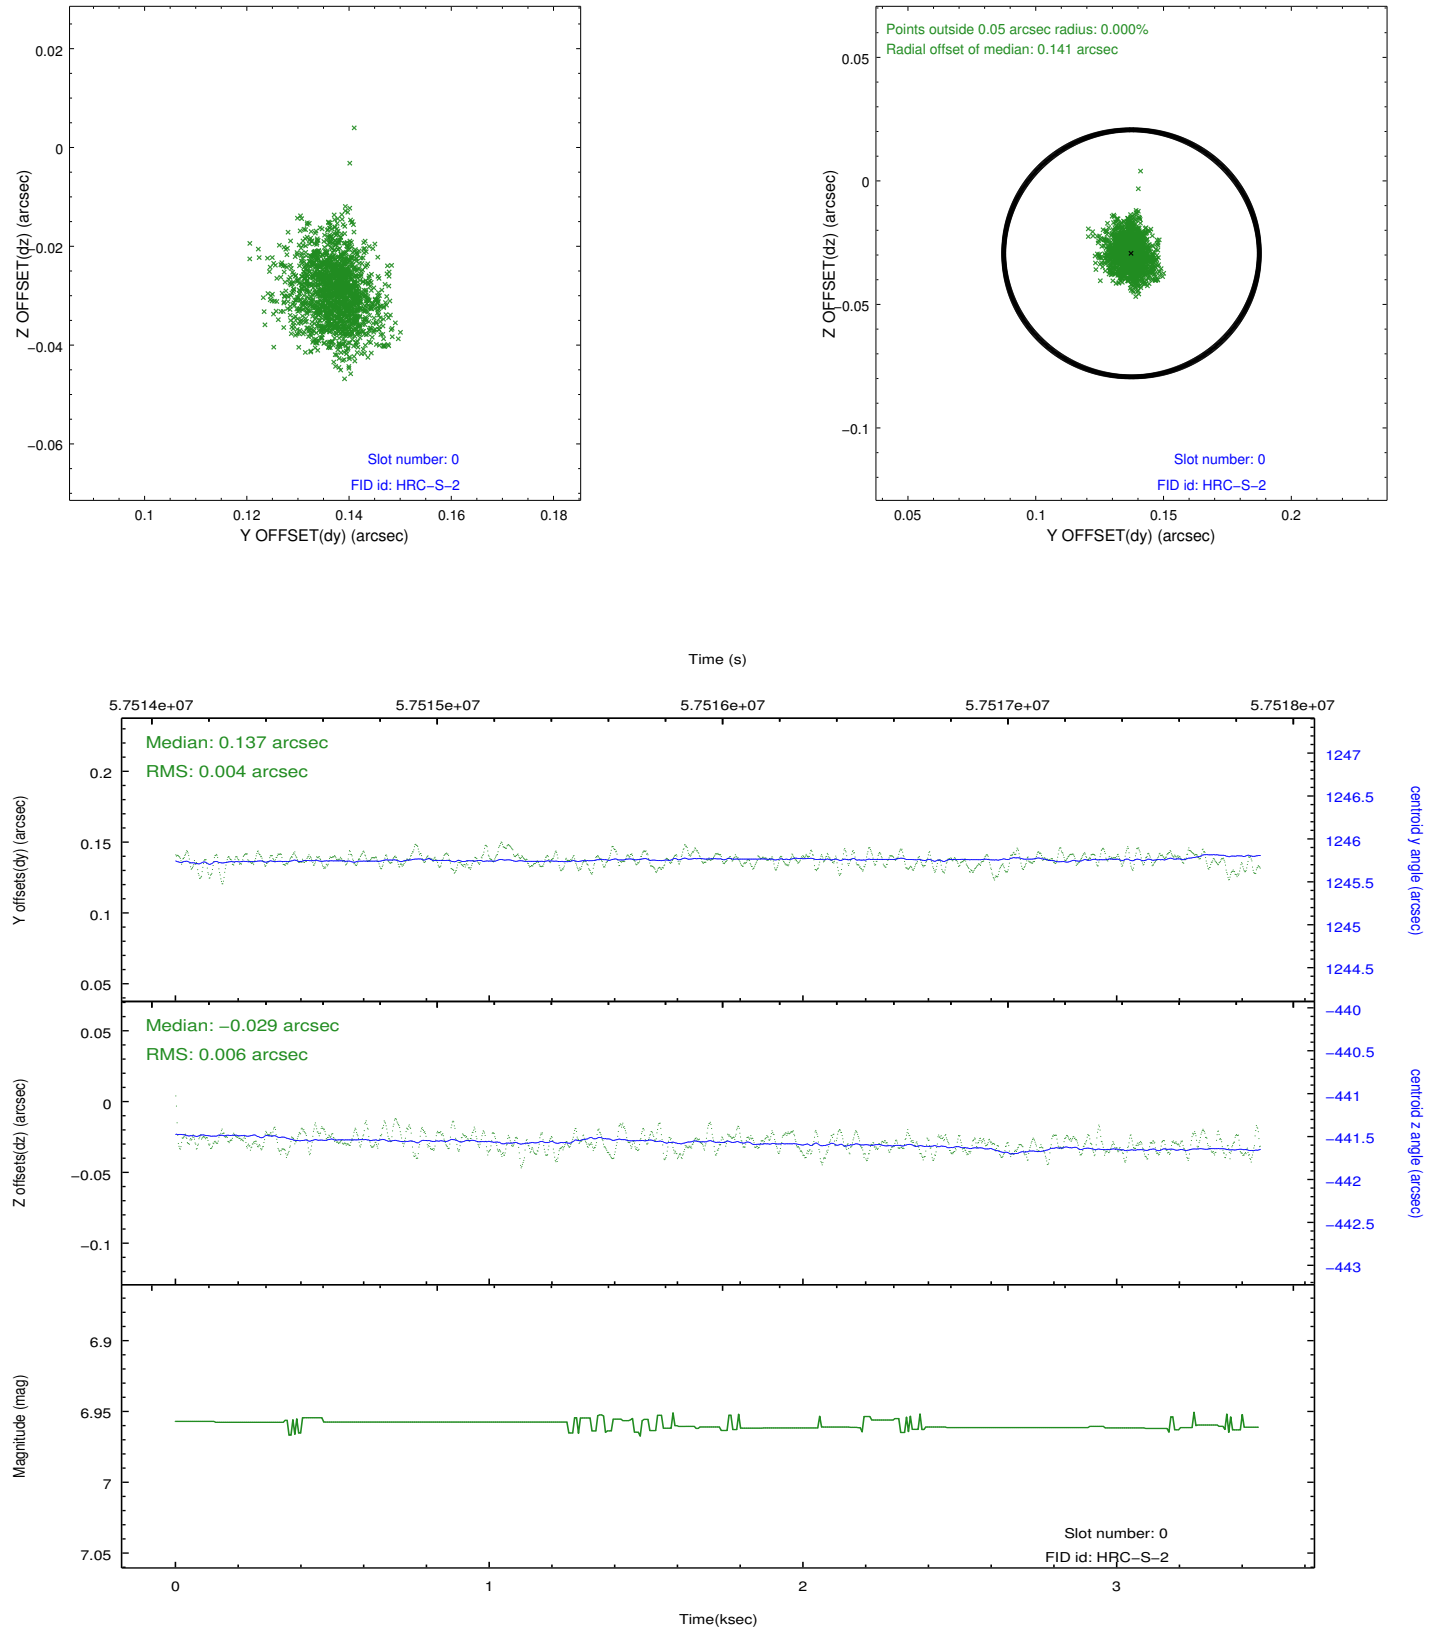 0.02
0
−0.02
−0.04
−0.06
Z OFFSET(dz) (arcsec)
Slot number: 0
FID id: HRC−S−2
0.1
0.12
0.14
0.16
0.18
Y OFFSET(dy) (arcsec)
Points outside 0.05 arcsec radius: 0.000%
Radial offset of median: 0.141 arcsec
0.05
0
−0.05
−0.1
Z OFFSET(dz) (arcsec)
Slot number: 0
FID id: HRC−S−2
0.05
0.1
0.15
0.2
Y OFFSET(dy) (arcsec)
Time (s)
5.7514e+07
5.7515e+07
5.7516e+07
5.7517e+07
5.7518e+07
Median: 0.137 arcsec
RMS: 0.004 arcsec
0.2
0.15
0.1
0.05
Y offsets(dy) (arcsec)
1247
1246.5
1246
1245.5
1245
1244.5
centroid y angle (arcsec)
Median: −0.029 arcsec
RMS: 0.006 arcsec
0.05
0
−0.05
−0.1
Z offsets(dz) (arcsec)
−440
−440.5
−441
−441.5
−442
−442.5
−443
centroid z angle (arcsec)
6.9
6.95
7
7.05
Magnitude (mag)
Slot number: 0
FID id: HRC−S−2
0
1
2
3
Time(ksec)